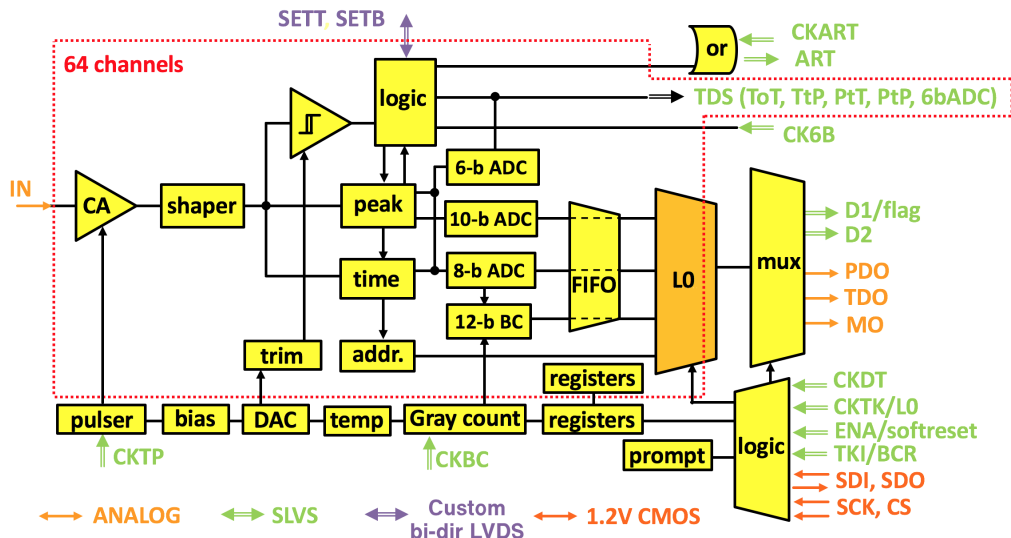 SETT, SETB
64 channels
or
CKART
ART
logic
TDS (ToT, TtP, PtT, PtP, 6bADC)
CK6B
6-b ADC
IN
CA
shaper
peak
10-b ADC
D1/flag
D2
mux
time
8-b ADC
FIFO
L0
PDO
TDO
12-b BC
MO
trim
addr.
registers
CKDT
pulser
bias
DAC
temp
Gray count
registers
CKTK/L0
logic
ENA/softreset
CKTP
CKBC
prompt
TKI/BCR
SDI, SDO
SCK, CS
ANALOG
SLVS
Custom
bi-dir LVDS
1.2V CMOS